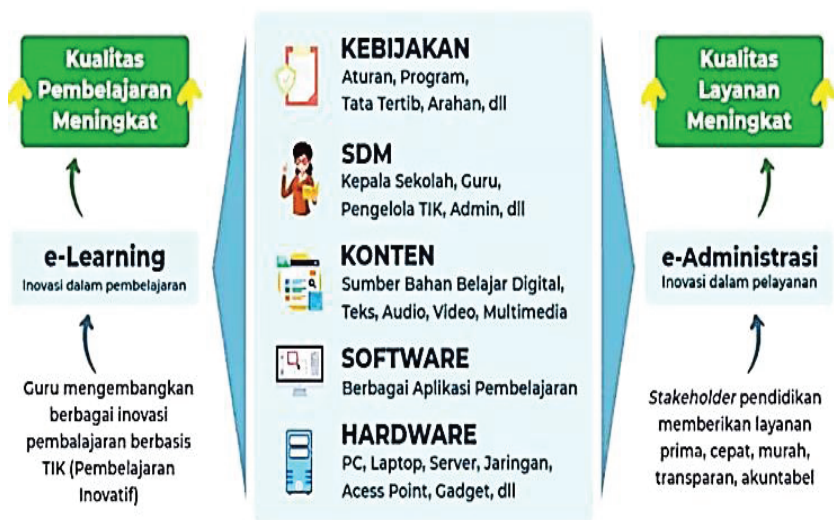 Kualitas
Pembelajaran
Meningkat
e-Learning
Inovasi dalam pembelajaran
Guru mengembangkan
berbagai inovasi
pembalajaran berbasis
TIK (Pembelajaran
Inovatif)
KEBIJAKAN
Aturan, Program,
Tata Tertib, Arahan, dll
SDM
Kepala Sekolah, Guru,
Pengelola TIK, Admin, dll
KONTEN
Sumber Bahan Belajar Digital,
Teks, Audio, Video, Multimedia
SOFTWARE
Berbagai Aplikasi Pembelajaran
HARDWARE
PC, Laptop, Server, Jaringan,
Acess Point, Gadget, dll
Kualitas
Layanan
Meningkat
e-Administrasi
Inovasi dalam pelayanan
Stakeholder pendidikan
memberikan layanan
prima, cepat, murah,
transparan, akuntabel